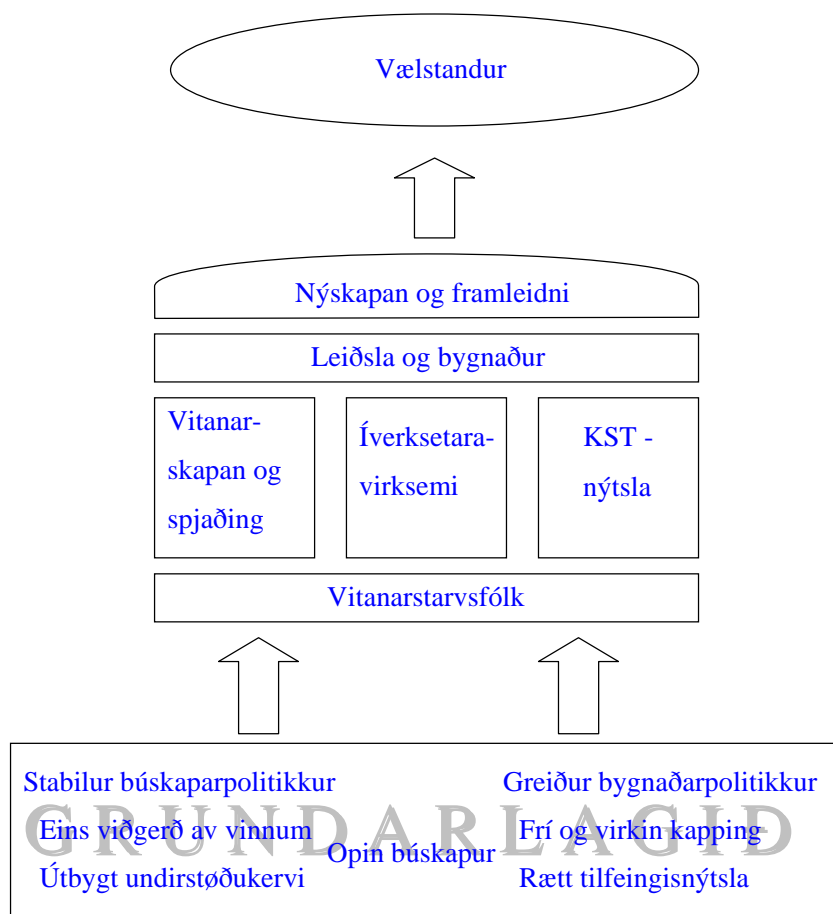 Vælstandur
Nýskapan og framleidni
Leiðsla og bygnaður
Vitanar-
skapan og
spjaðing
Íverksetara-
virksemi
KST -
nýtsla
Vitanarstarvsfólk
Stabilur búskaparpolitikkur
Greiður bygnaðarpolitikkur
GRUNDARLAGIÐ
Eins viðgerð av vinnum
Frí og virkin kapping
Opin búskapur
Útbygt undirstøðukervi
Rætt tilfeingisnýtsla